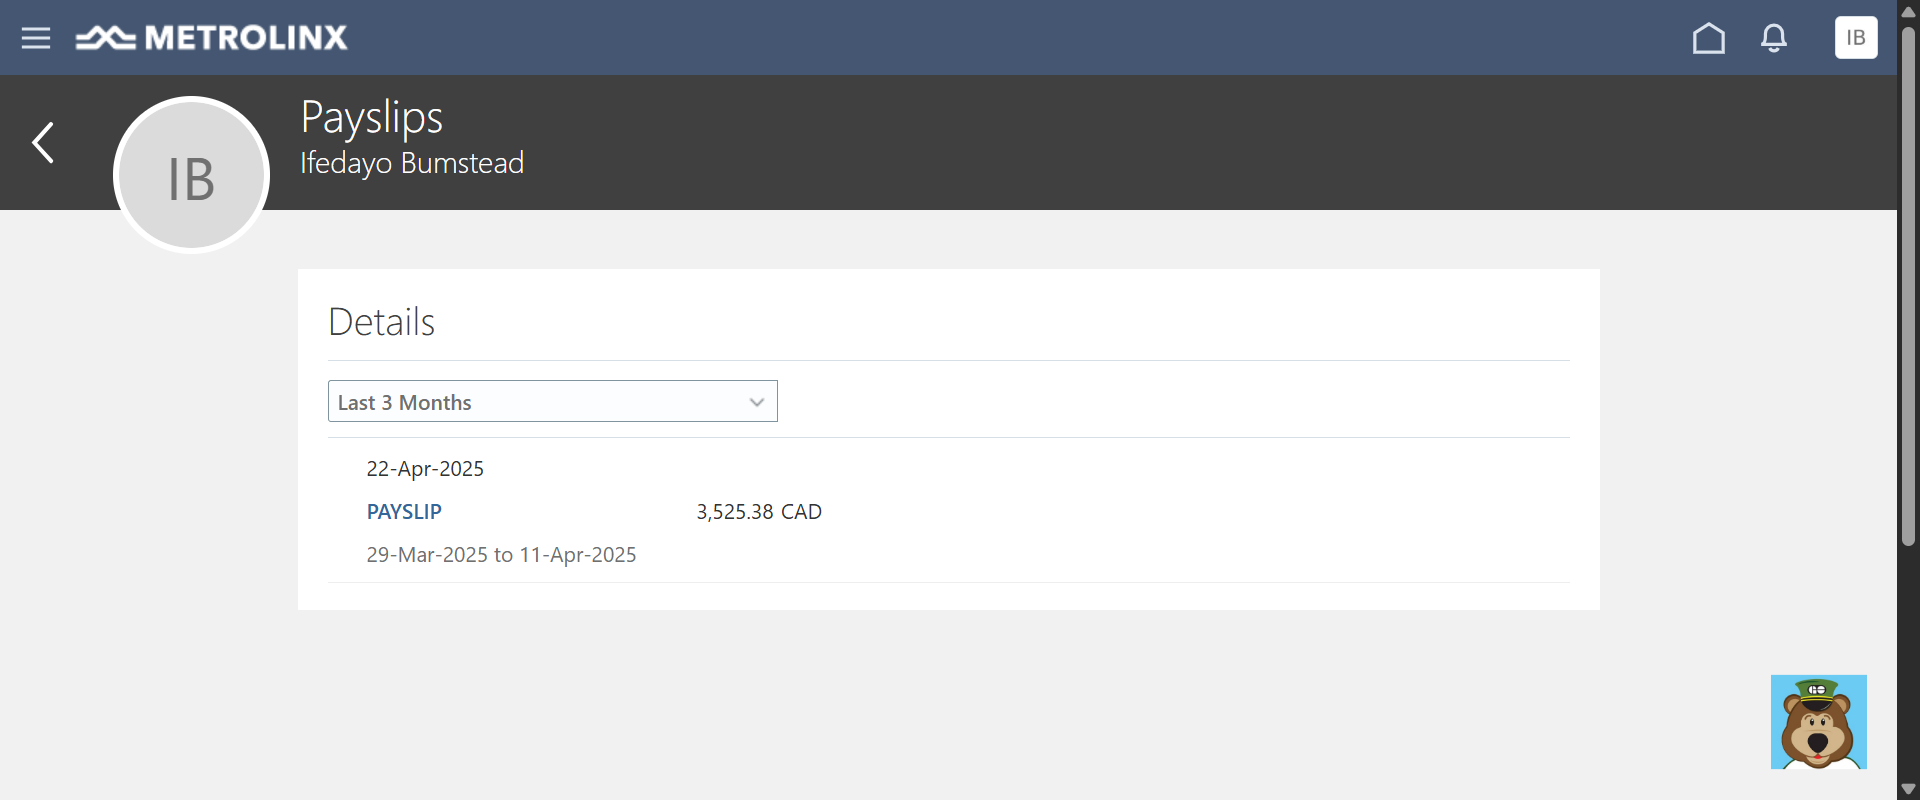 METROLINX
IB
IB
Payslips
Ifedayo Bumstead
Details
Last 3 Months
22-Apr-2025
PAYSLIP
3,525.38 CAD
29-Mar-2025 to 11-Apr-2025
GO